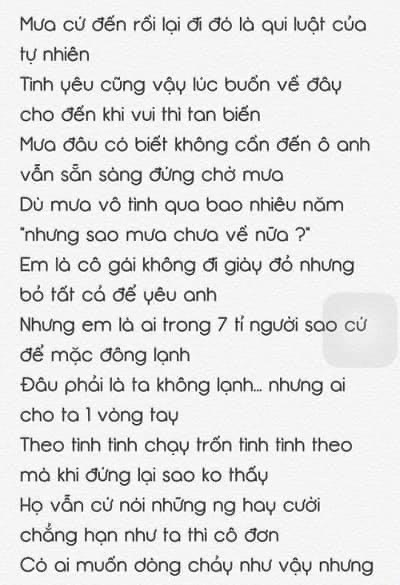 Mưa cứ đến rồi lại đi đó là qui luật của
tự nhiên
Tình yêu cũng vậy lúc buồn về đây
cho đến khi vui thì tan biến
Mưa đâu có biết không cần đến ô anh
vẫn sẵn sàng đứng chờ mưa
Dù mưa vô tình qua bao nhiêu năm
"nhưng sao mưa chưa về nữa ?"
Em là cô gái không đi giày đỏ nhưng
bỏ tất cả để yêu anh
Nhưng em là ai trong 7 tỉ người sao cứ
để mặc đông lạnh
Đâu phải là ta không lạnh... nhưng ai
cho ta 1 vòng tay
Theo tình tình chạy trốn tình tình theo
mà khi đứng lại sao ko thấy
Họ vẫn cứ nói những ng hay cười
chẳng hạn như ta thì cô đơn
Có ai muốn dòng chảy như vậy nhưng